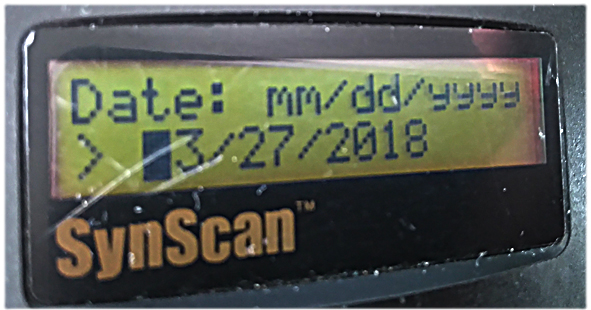 Date: mm/dd/yyyy
> █3/27/2018
SynScan™